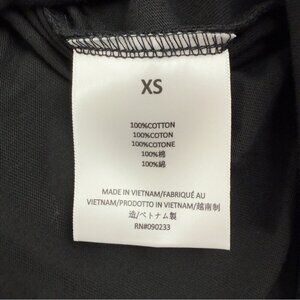 XS
100%COTTON
100%COTON
100%COTONE
100%棉
100%綿
MADE IN VIETNAM/FABRIQUÉ AU
VIETNAM/PRODOTTO IN VIETNAM/越南制
造/ベトナム製
RN#090233